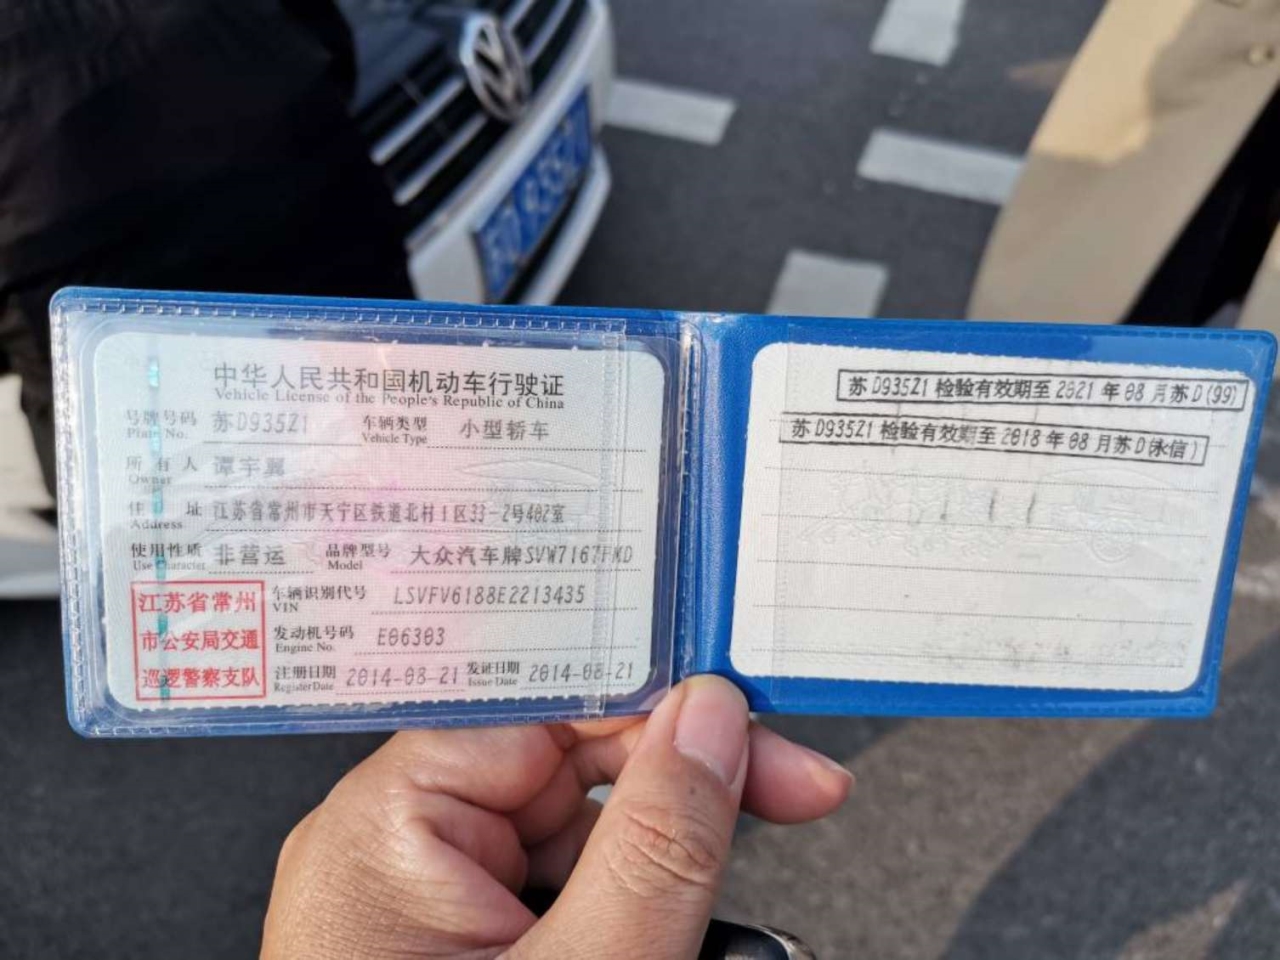 中华人民共和国机动车行驶证
Vehicle License of the People's Republic of China
号牌号码 苏D935Z1 车辆类型 小型轿车
Plate No. Vehicle Type
所有人 谭宇翼
Owner
住址 江苏省常州市天宁区铁道北村1区33-2号402室
Address
使用性质 非营运 品牌型号 大众汽车牌SVW7167FKD
Use Character Model
江苏省常州
市公安局交通
巡逻警察支队
车辆识别代号 LSVFV6188E2213435
VIN
发动机号码 E06303
Engine No.
注册日期 2014-08-21 发证日期 2014-08-21
Register Date Issue Date
苏D935Z1检验有效期至2021年08月苏D(99)
苏D935Z1检验有效期至2018年08月苏D(永信)